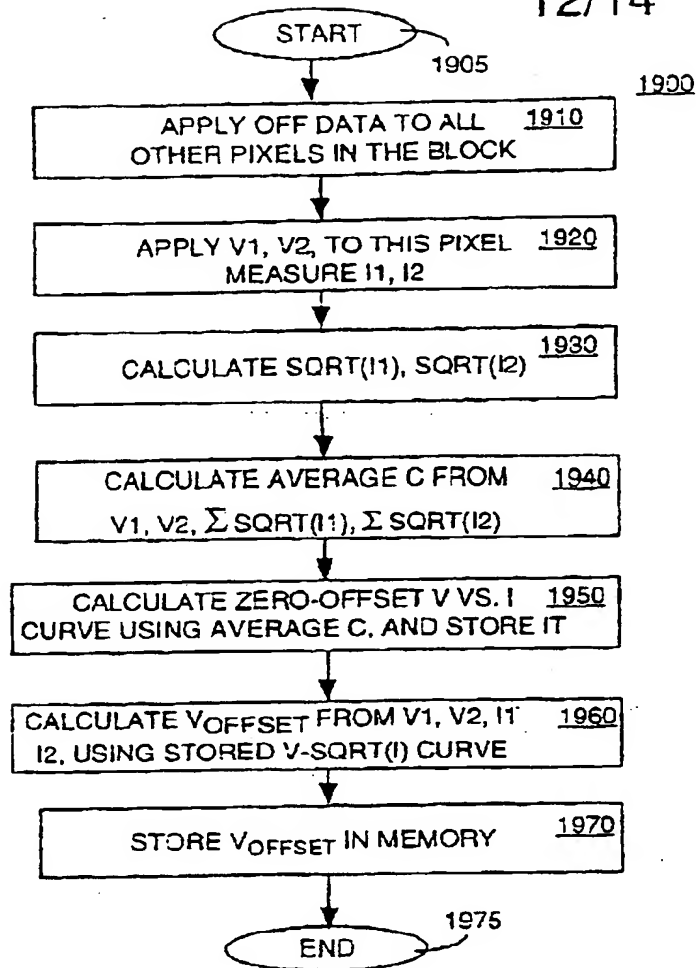 12/14
START
1905
1900
APPLY OFF DATA TO ALL 1910
OTHER PIXELS IN THE BLOCK
APPLY V1, V2, TO THIS PIXEL 1920
MEASURE I1, I2
1930
CALCULATE SQRT(I1), SQRT(I2)
CALCULATE AVERAGE C FROM 1940
V1, V2, Σ SQRT(I1), Σ SQRT(I2)
CALCULATE ZERO-OFFSET V VS. I 1950
CURVE USING AVERAGE C, AND STORE IT
CALCULATE VOFFSET FROM V1, V2, I1 1960
I2, USING STORED V-SQRT(I) CURVE
STORE VOFFSET IN MEMORY 1970
1975
END